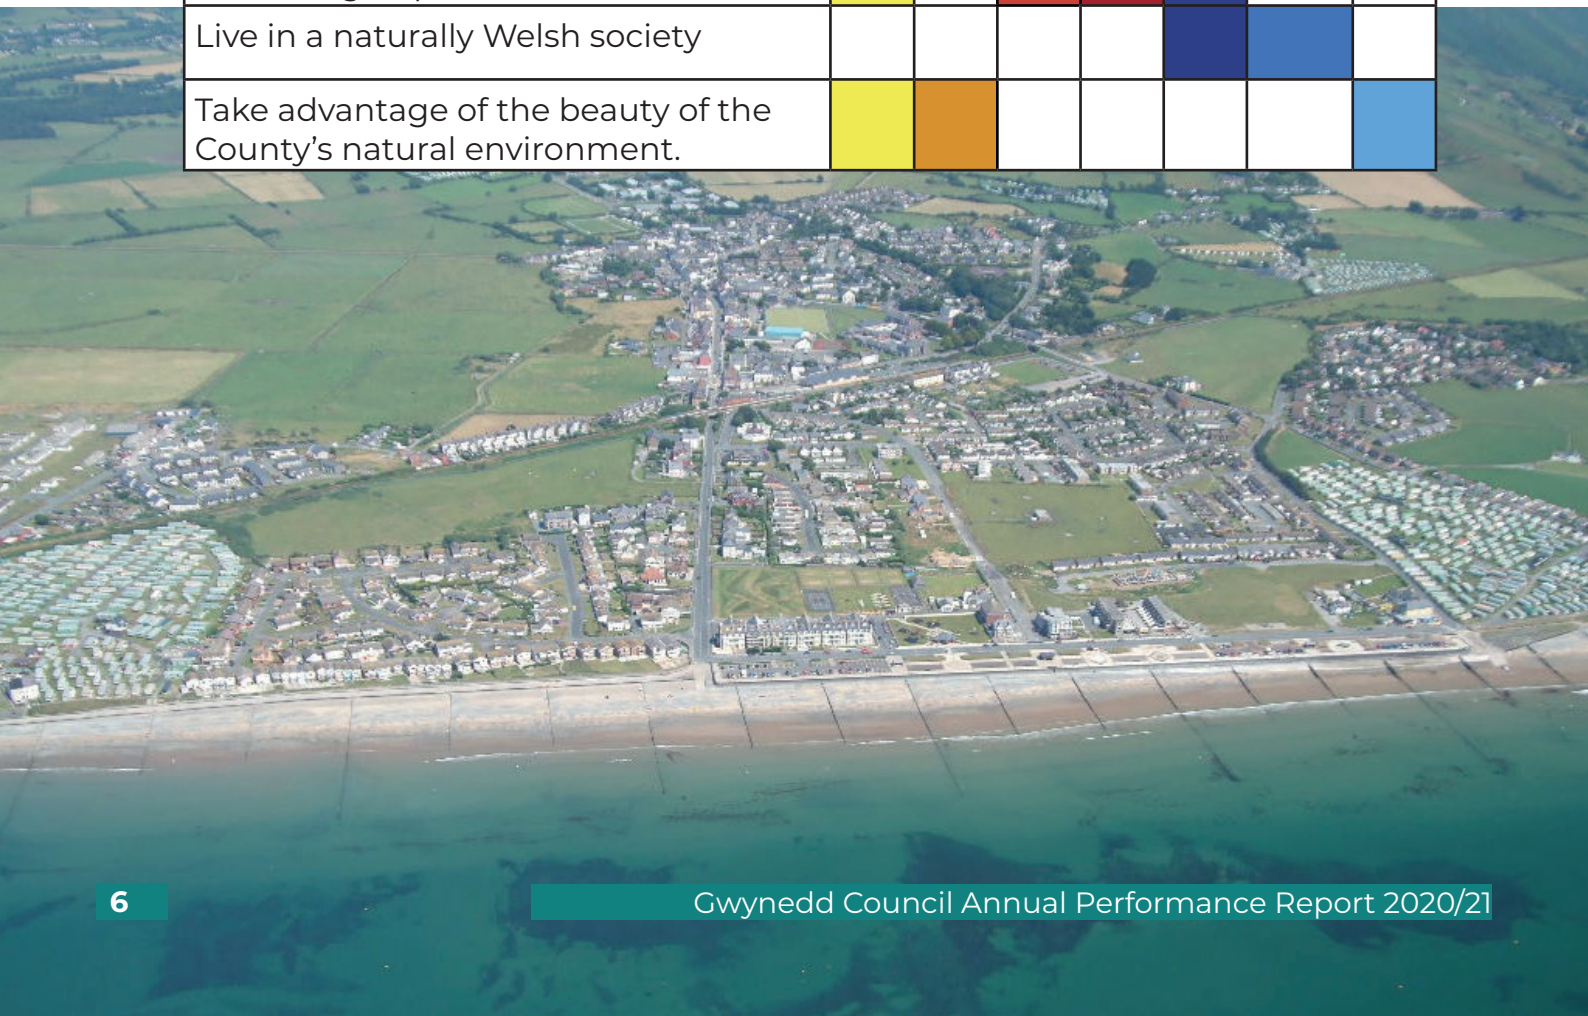 Live in a naturally Welsh society
Take advantage of the beauty of the
County’s natural environment.
6
Gwynedd Council Annual Performance Report 2020/21